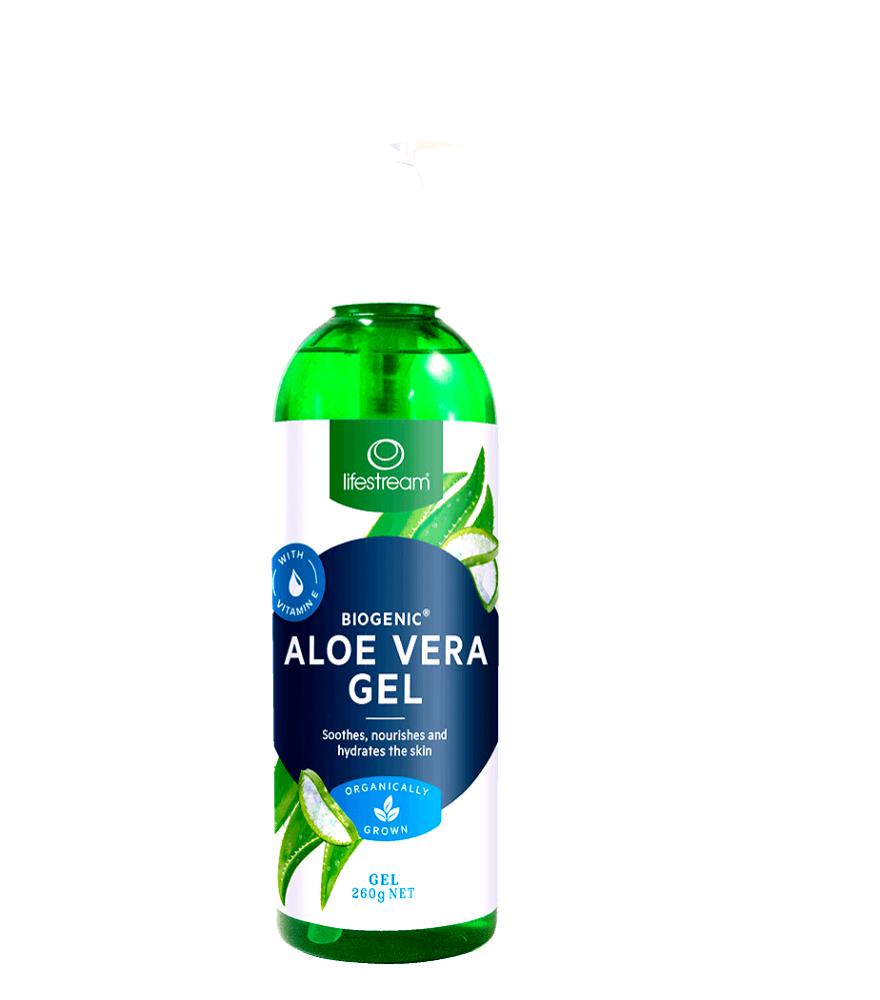 lifestream®
WITH
VITAMIN E
BIOGENIC®
ALOE VERA
GEL
Soothes, nourishes and
hydrates the skin
ORGANICALLY
GROWN
GEL
260g NET